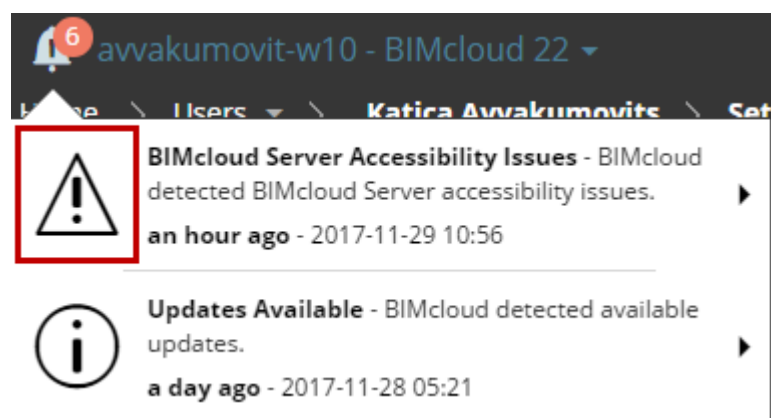 6
avvakumovit-w10 - BIMcloud 22
Home Users Katica Avvakumovits Set
BIMcloud Server Accessibility Issues - BIMcloud
detected BIMcloud Server accessibility issues.
an hour ago - 2017-11-29 10:56
Updates Available - BIMcloud detected available
updates.
a day ago - 2017-11-28 05:21